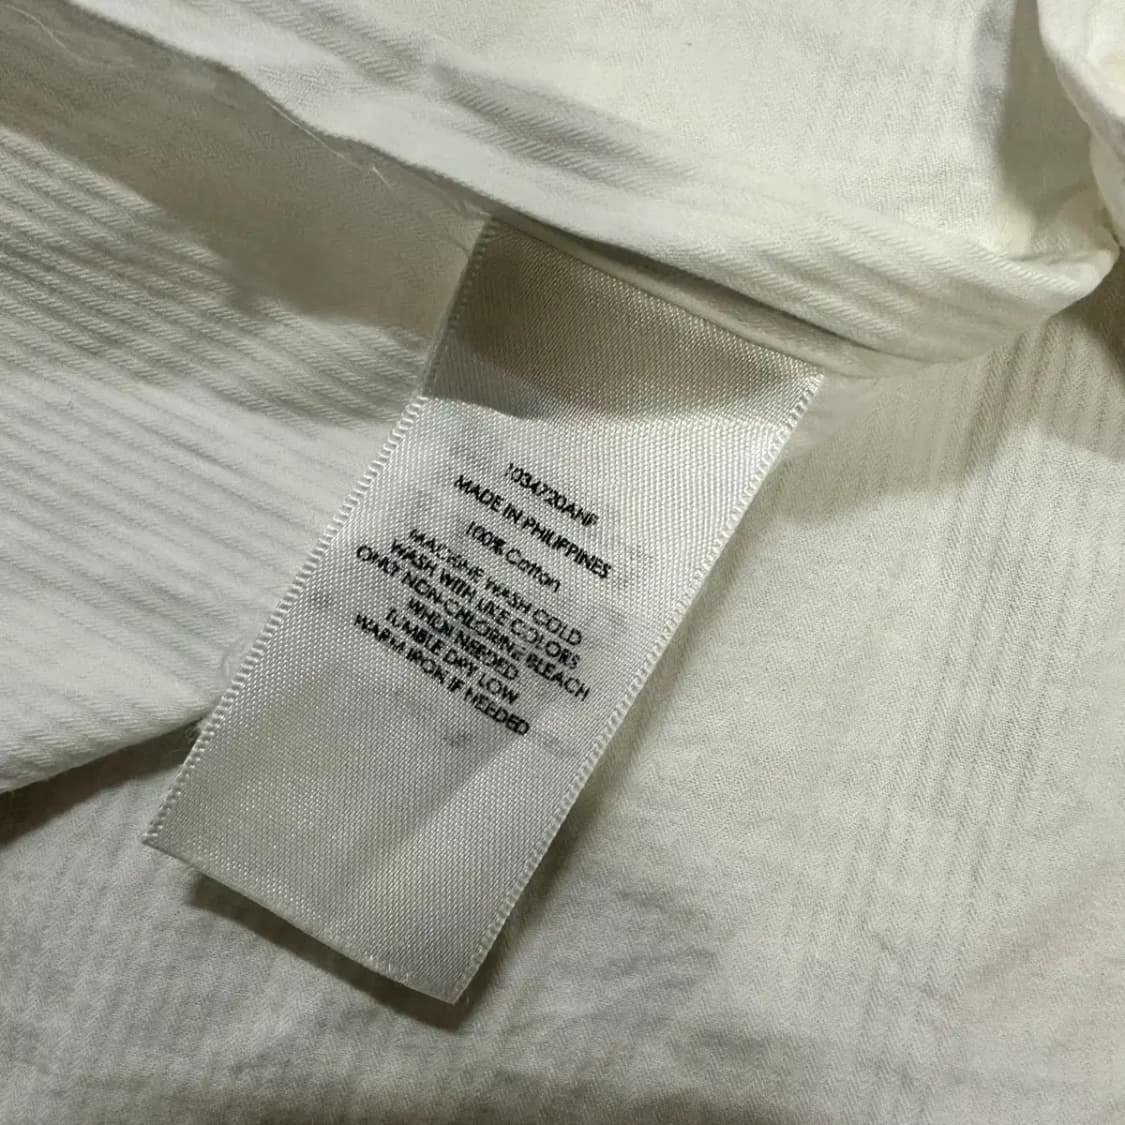 1034720ANF
MADE IN PHILIPPINES
100% Cotton
MACHINE WASH COLD
WASH WITH LIKE COLORS
ONLY NON-CHLORINE BLEACH
WHEN NEEDED
TUMBLE DRY LOW
WARM IRON IF NEEDED